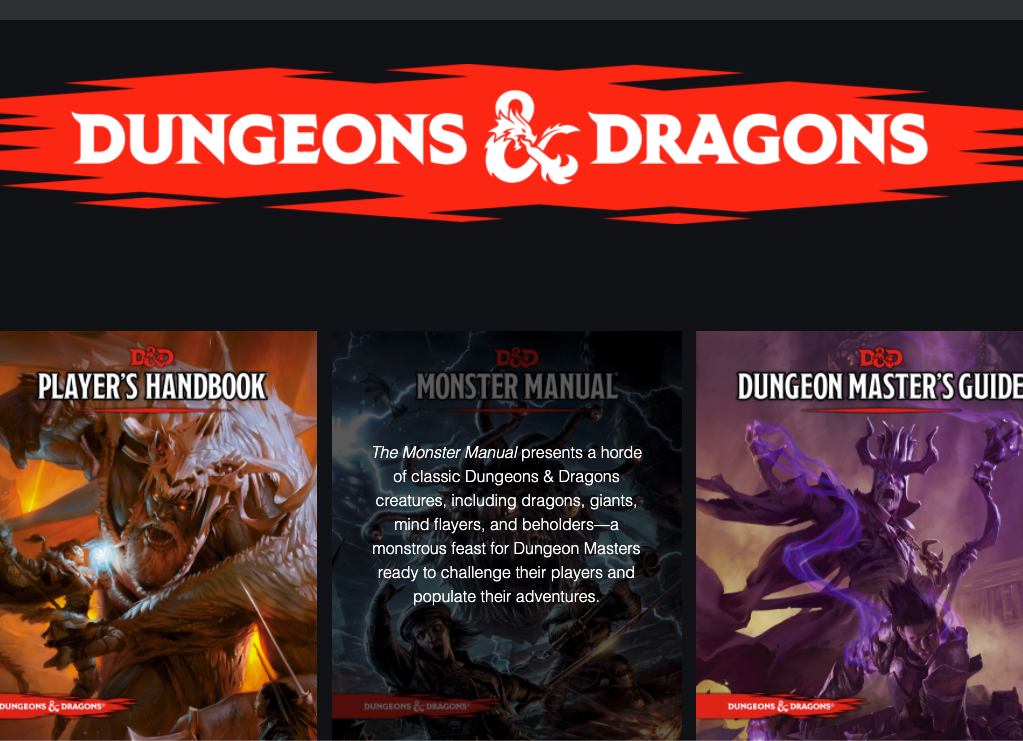 DUNGEONS & DRAGONS
D&D
PLAYER'S HANDBOOK
DUNGEONS & DRAGONS®
D&D
MONSTER MANUAL®
The Monster Manual presents a horde
of classic Dungeons & Dragons
creatures, including dragons, giants,
mind flayers, and beholders—a
monstrous feast for Dungeon Masters
ready to challenge their players and
populate their adventures.
DUNGEONS & DRAGONS®
D&D
DUNGEON MASTER'S GUIDE
DUNGEONS & DRAGONS®